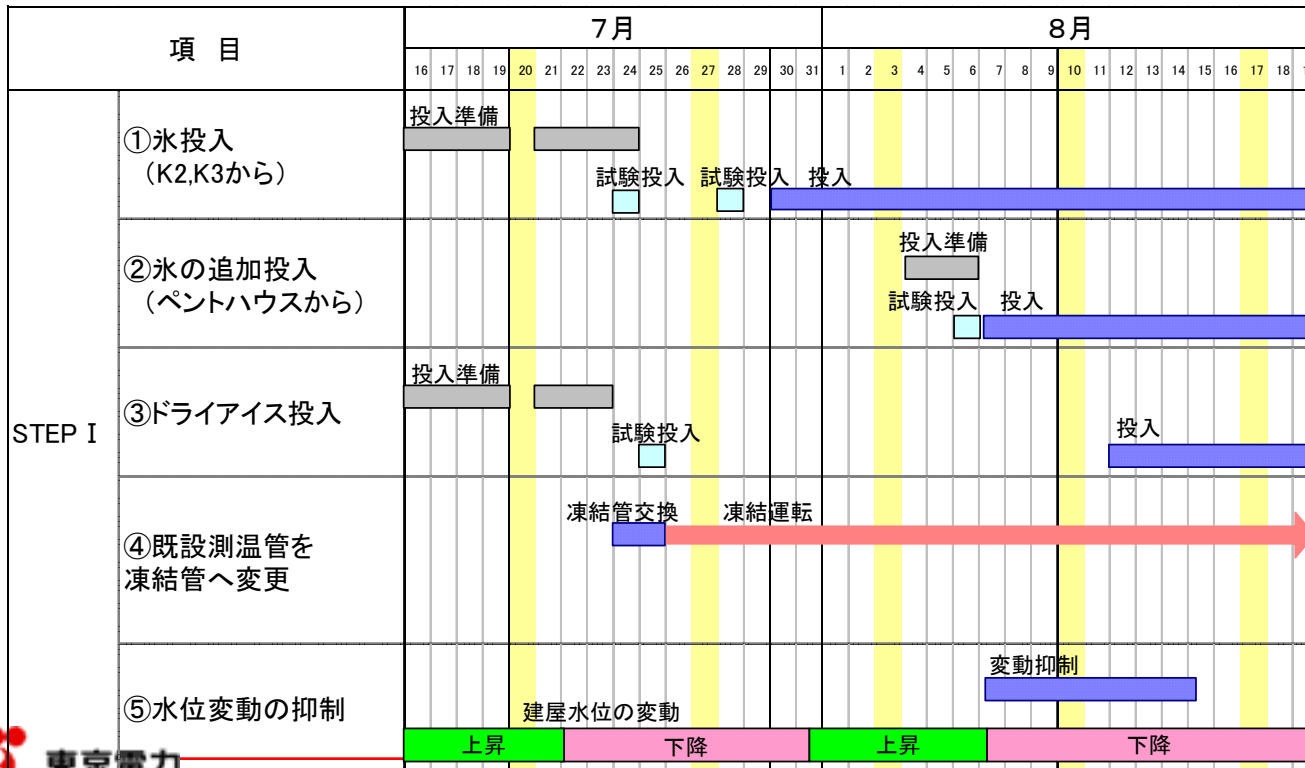 項 目
7月
8月
16 17 18 19 20 21 22 23 24 25 26 27 28 29 30 31 1 2 3 4 5 6 7 8 9 10 11 12 13 14 15 16 17 18
STEP I
①氷投入
(K2,K3から)
投入準備
試験投入 試験投入 投入
②氷の追加投入
(ペントハウスから)
投入準備
試験投入 投入
③ドライアイス投入
投入準備
試験投入
投入
④既設測温管を
凍結管へ変更
凍結管交換 凍結運転
⑤水位変動の抑制
変動抑制
建屋水位の変動
上昇 下降 上昇 下降
東京電力